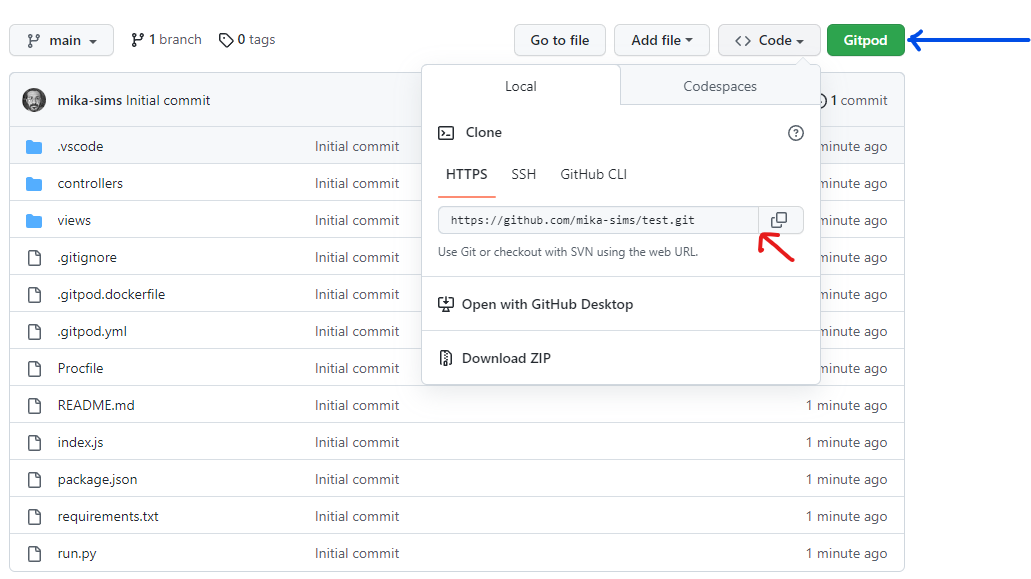 main 1 branch 0 tags Go to file Add file Code Gitpod
Local Codespaces
mika-sims Initial commit 1 commit
Clone
HTTPS SSH GitHub CLI
https://github.com/mika-sims/test.git
Use Git or checkout with SVN using the web URL.
Open with GitHub Desktop
Download ZIP
.vscode Initial commit minute ago
controllers Initial commit minute ago
views Initial commit minute ago
.gitignore Initial commit minute ago
.gitpod.dockerfile Initial commit minute ago
.gitpod.yml Initial commit minute ago
Procfile Initial commit minute ago
README.md Initial commit 1 minute ago
index.js Initial commit 1 minute ago
package.json Initial commit 1 minute ago
requirements.txt Initial commit 1 minute ago
run.py Initial commit 1 minute ago